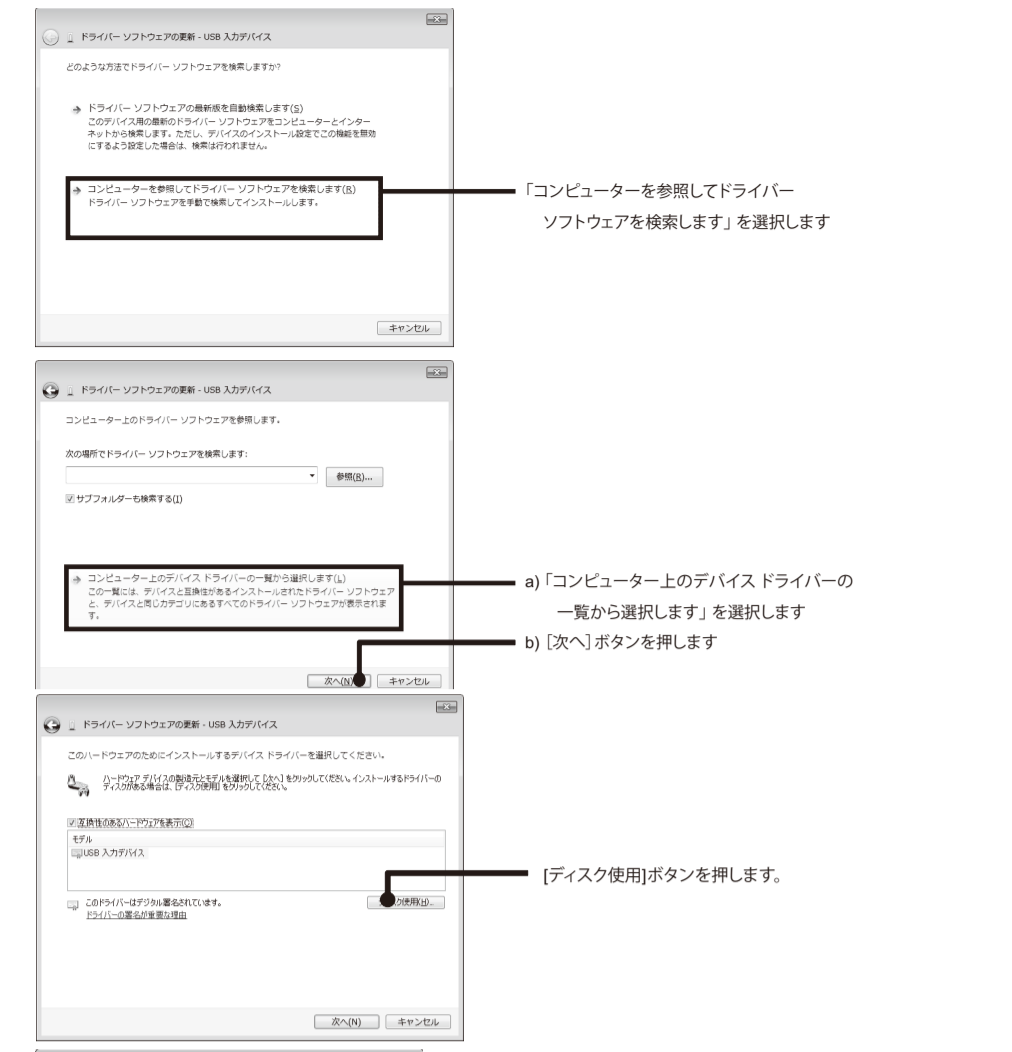 ドライバー ソフトウェアの更新 - USB 入力デバイス
どのような方法でドライバー ソフトウェアを検索しますか?
ドライバー ソフトウェアの最新版を自動検索します(S)
このデバイス用の最新のドライバー ソフトウェアをコンピューターとインター
ネットから検索します。ただし、デバイスのインストール設定でこの機能を無効
にするよう設定した場合は、検索は行われません。
コンピューターを参照してドライバー ソフトウェアを検索します(R)
ドライバー ソフトウェアを手動で検索してインストールします。
「コンピューターを参照してドライバー
ソフトウェアを検索します」を選択します
キャンセル
ドライバー ソフトウェアの更新 - USB 入力デバイス
コンピューター上のドライバー ソフトウェアを参照します。
次の場所でドライバー ソフトウェアを検索します:
参照(R)...
サブフォルダーも検索する(I)
コンピューター上のデバイス ドライバーの一覧から選択します(L)
この一覧には、デバイスと互換性があるインストールされたドライバー ソフトウェア
と、デバイスと同じカテゴリにあるすべてのドライバー ソフトウェアが表示されま
す。
a)「コンピューター上のデバイス ドライバーの
一覧から選択します」を選択します
b) [次へ] ボタンを押します
次へ(N)
キャンセル
ドライバー ソフトウェアの更新 - USB 入力デバイス
このハードウェアのためにインストールするデバイス ドライバーを選択してください。
ハードウェア デバイスの製造元とモデルを選択して [次へ] をクリックしてください。インストールするドライバーの
ディスクがある場合は、[ディスク使用] をクリックしてください。
互換性のあるハードウェアを表示(C)
モデル
USB 入力デバイス
[ディスク使用]ボタンを押します。
このドライバーはデジタル署名されています。
ク使用(H)...
ドライバーの署名が重要な理由
次へ(N)
キャンセル